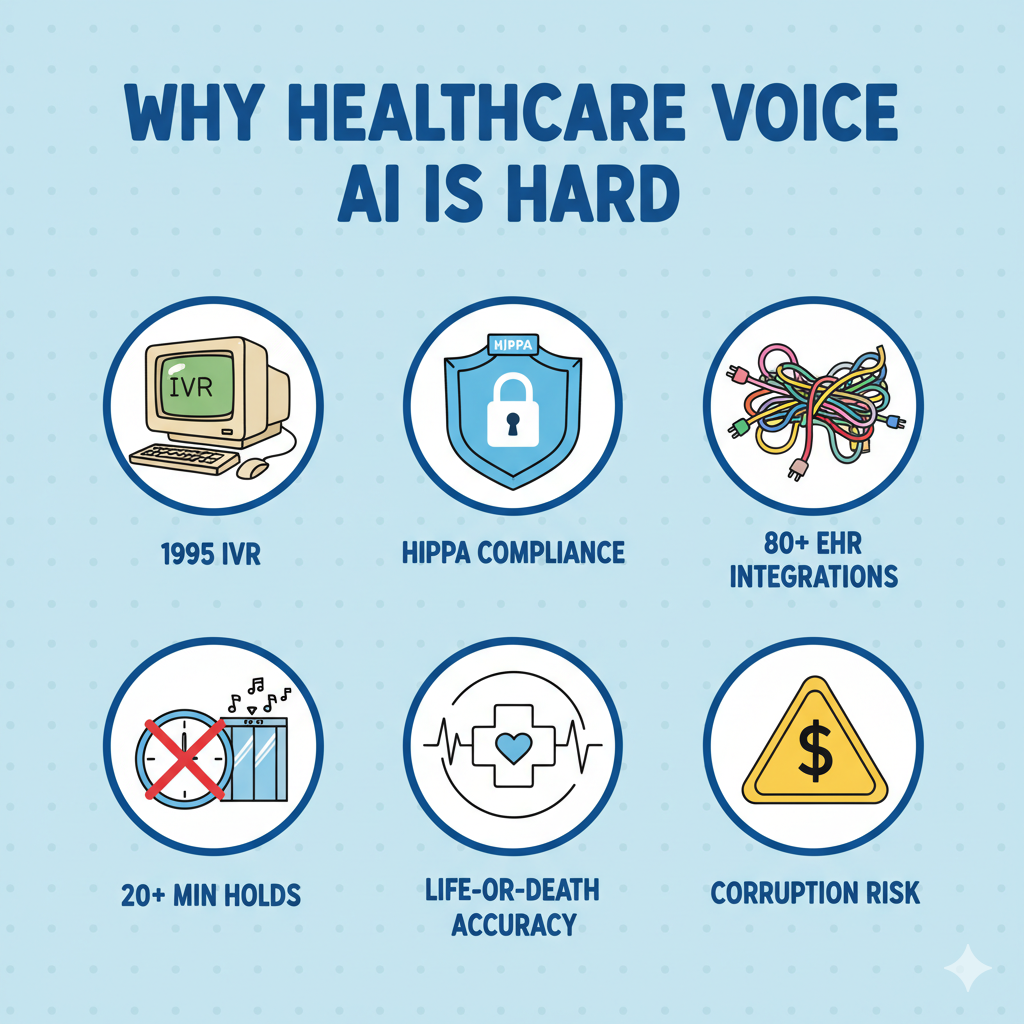 WHY HEALTHCARE VOICE
AI IS HARD
IVR
HIPPA
1995 IVR
HIPPA COMPLIANCE
80+ EHR
INTEGRATIONS
$
20+ MIN HOLDS
LIFE-OR-DEATH
ACCURACY
CORRUPTION RISK